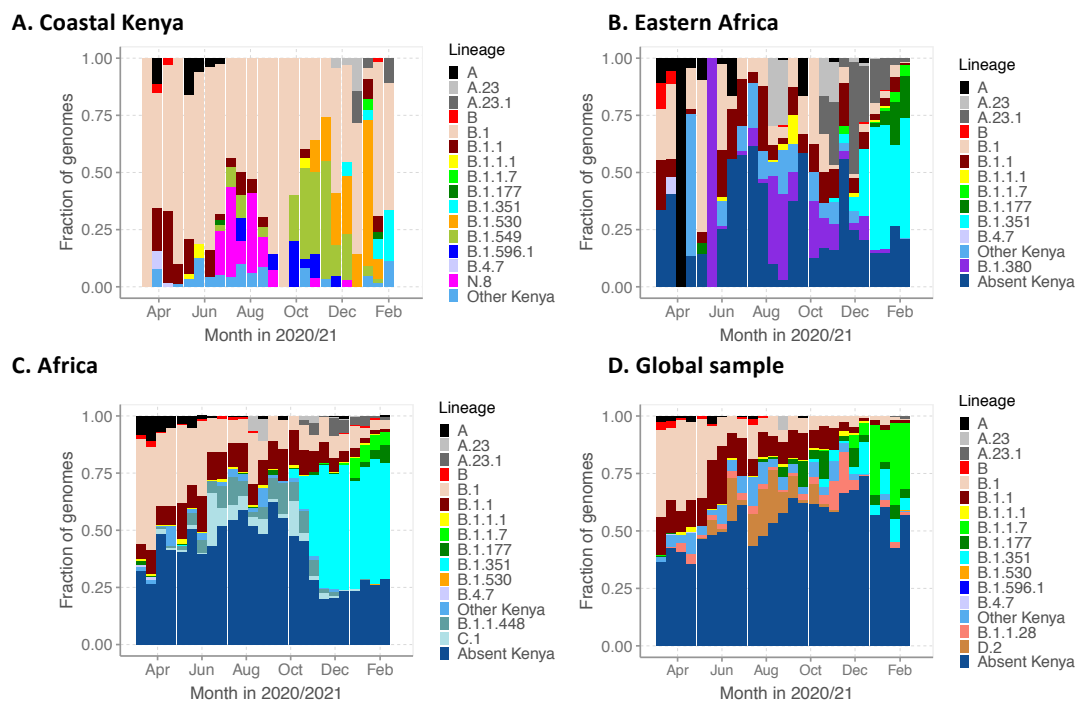 A. Coastal Kenya
Fraction of genomes
1.00
0.75
0.50
0.25
0.00
Apr Jun Aug Oct Dec Feb
Month in 2020/21
Lineage
A
A.23
A.23.1
B
B.1
B.1.1
B.1.1.1
B.1.1.7
B.1.177
B.1.351
B.1.530
B.1.549
B.1.596.1
B.4.7
N.8
Other Kenya
B. Eastern Africa
Fraction of genomes
1.00
0.75
0.50
0.25
0.00
Apr Jun Aug Oct Dec Feb
Month in 2020/21
Lineage
A
A.23
A.23.1
B
B.1
B.1.1
B.1.1.1
B.1.1.7
B.1.177
B.1.351
B.4.7
Other Kenya
B.1.380
Absent Kenya
C. Africa
Fraction of genomes
1.00
0.75
0.50
0.25
0.00
Apr Jun Aug Oct Dec Feb
Month in 2020/2021
Lineage
A
A.23
A.23.1
B
B.1
B.1.1
B.1.1.1
B.1.1.7
B.1.177
B.1.351
B.1.530
B.4.7
Other Kenya
B.1.1.448
C.1
Absent Kenya
D. Global sample
Fraction of genomes
1.00
0.75
0.50
0.25
0.00
Apr Jun Aug Oct Dec Feb
Month in 2020/21
Lineage
A
A.23
A.23.1
B
B.1
B.1.1
B.1.1.1
B.1.1.7
B.1.177
B.1.351
B.1.530
B.1.596.1
B.4.7
Other Kenya
B.1.1.28
D.2
Absent Kenya